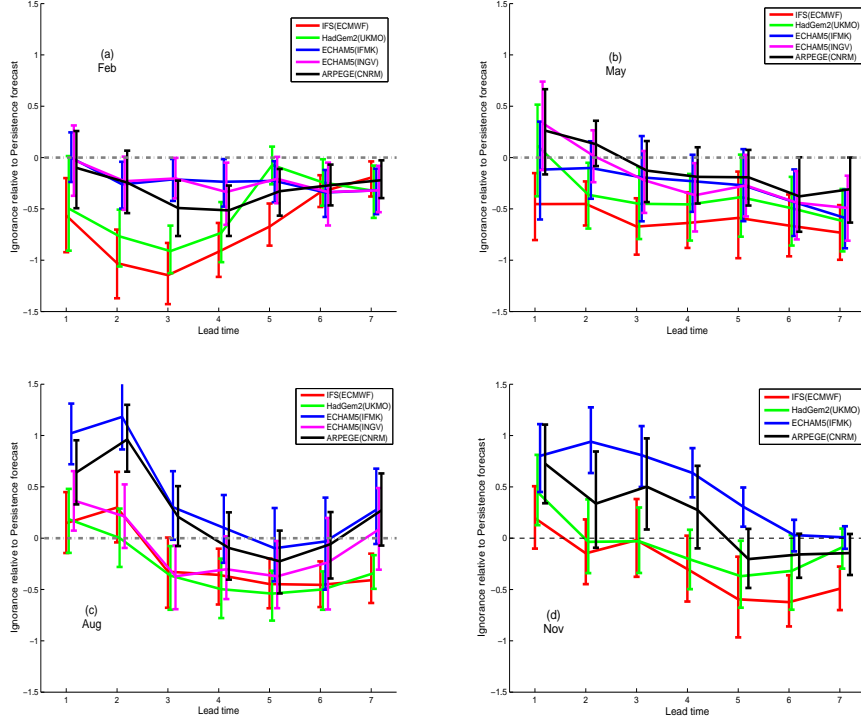 1.5
1
0.5
0
−0.5
−1
−1.5
1 2 3 4 5 6 7
Lead time
Ignorance relative to Persistence forecast
(a)
Feb
IFS(ECMWF)
HadGem2(UKMO)
ECHAM5(IFMK)
ECHAM5(INGV)
ARPEGE(CNRM)
1.5
1
0.5
0
−0.5
−1
−1.5
1 2 3 4 5 6 7
Lead time
Ignorance relative to Persistence forecast
(b)
May
IFS(ECMWF)
HadGem2(UKMO)
ECHAM5(IFMK)
ECHAM5(INGV)
ARPEGE(CNRM)
1.5
1
0.5
0
−0.5
−1
−1.5
1 2 3 4 5 6 7
Lead time
Ignorance relative to Persistence forecast
(c)
Aug
IFS(ECMWF)
HadGem2(UKMO)
ECHAM5(IFMK)
ECHAM5(INGV)
ARPEGE(CNRM)
1.5
1
0.5
0
−0.5
−1
−1.5
1 2 3 4 5 6 7
Lead time
Ignorance relative to Persistence forecast
(d)
Nov
IFS(ECMWF)
HadGem2(UKMO)
ECHAM5(IFMK)
ARPEGE(CNRM)